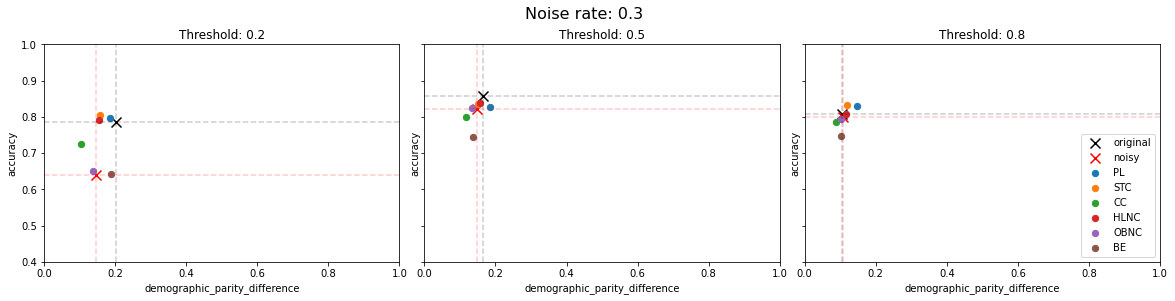 Noise rate: 0.3
Threshold: 0.2
Threshold: 0.5
Threshold: 0.8
1.0
0.9
0.8
0.7
0.6
0.5
0.4
accuracy
accuracy
accuracy
original
noisy
PL
STC
CC
HLNC
OBNC
BE
0.0 0.2 0.4 0.6 0.8 1.0
0.0 0.2 0.4 0.6 0.8 1.0
0.0 0.2 0.4 0.6 0.8 1.0
demographic_parity_difference
demographic_parity_difference
demographic_parity_difference